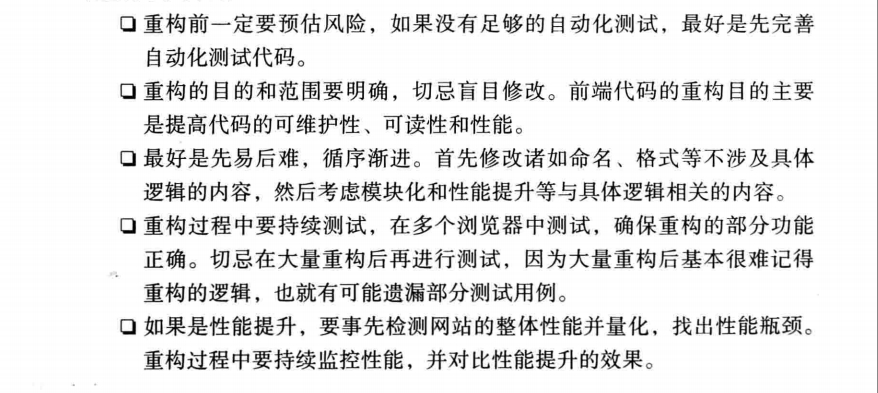 ❑ 重构前一定要预估风险，如果没有足够的自动化测试，最好是先完善
自动化测试代码。
❑ 重构的目的和范围要明确，切忌盲目修改。前端代码的重构目的主要
是提高代码的可维护性、可读性和性能。
❑ 最好是先易后难，循序渐进。首先修改诸如命名、格式等不涉及具体
逻辑的内容，然后考虑模块化和性能提升等与具体逻辑相关的内容。
❑ 重构过程中要持续测试，在多个浏览器中测试，确保重构的部分功能
正确。切忌在大量重构后再进行测试，因为大量重构后基本很难记得
重构的逻辑，也就有可能遗漏部分测试用例。
❑ 如果是性能提升，要事先检测网站的整体性能并量化，找出性能瓶颈。
重构过程中要持续监控性能，并对比性能提升的效果。